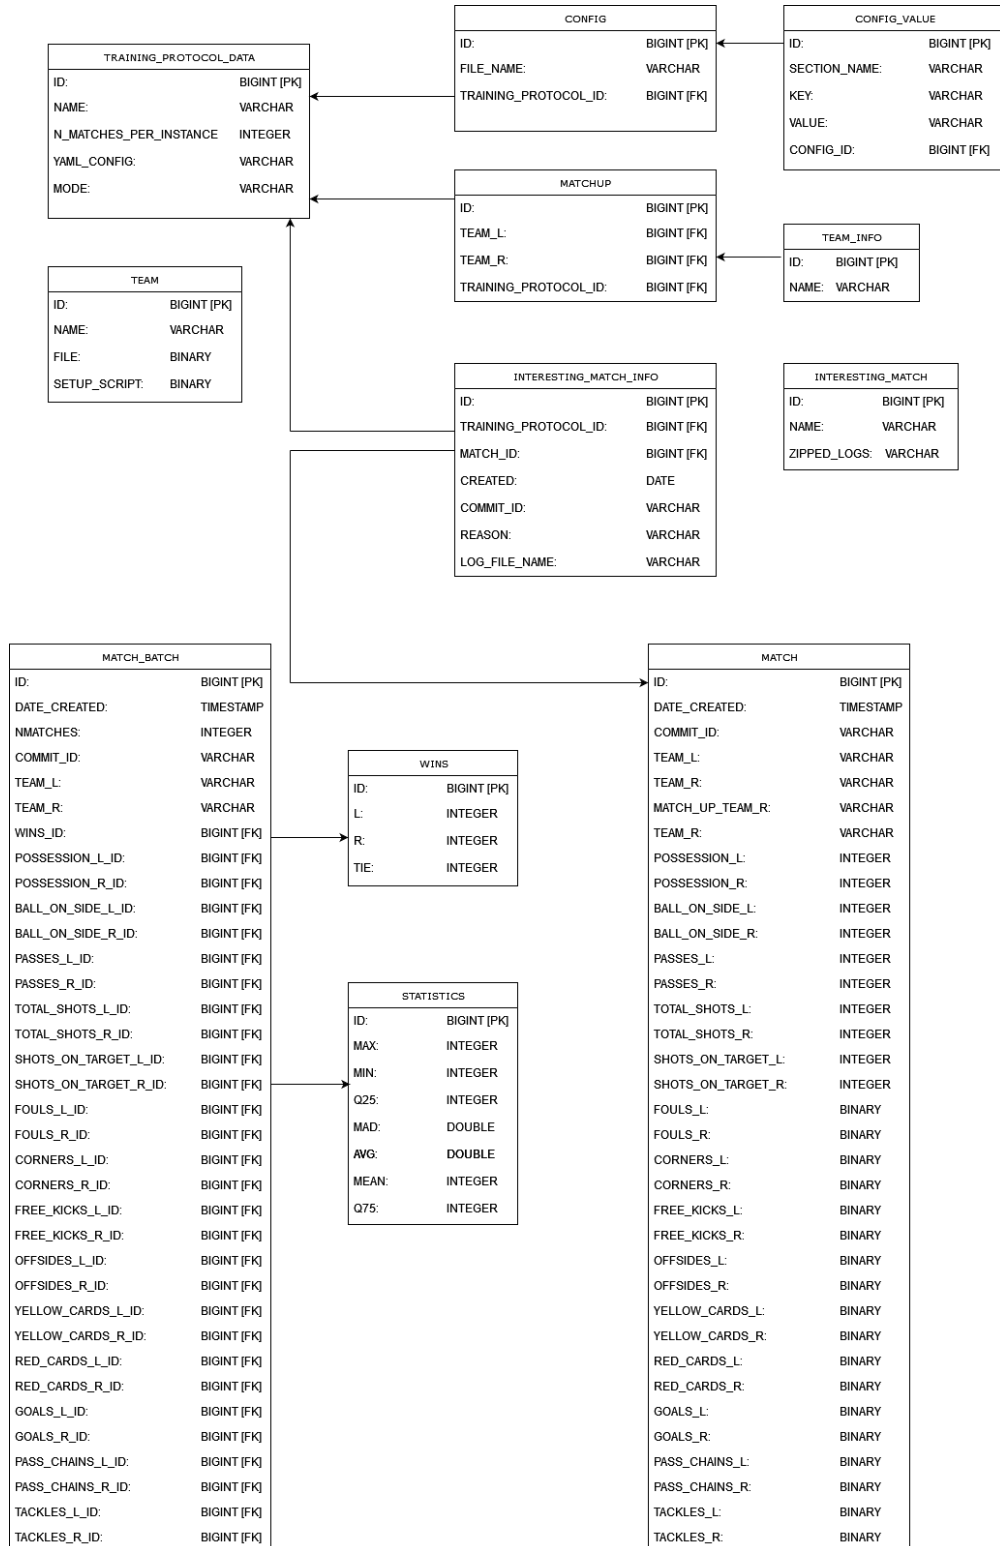 TRAINING_PROTOCOL_DATA
ID: BIGINT [PK]
NAME: VARCHAR
N_MATCHES_PER_INSTANCE INTEGER
YAML_CONFIG: VARCHAR
MODE: VARCHAR
CONFIG
ID: BIGINT [PK]
FILE_NAME: VARCHAR
TRAINING_PROTOCOL_ID: BIGINT [FK]
CONFIG_VALUE
ID: BIGINT [PK]
SECTION_NAME: VARCHAR
KEY: VARCHAR
VALUE: VARCHAR
CONFIG_ID: BIGINT [FK]
MATCHUP
ID: BIGINT [PK]
TEAM_L: BIGINT [FK]
TEAM_R: BIGINT [FK]
TRAINING_PROTOCOL_ID: BIGINT [FK]
TEAM_INFO
ID: BIGINT [PK]
NAME: VARCHAR
TEAM
ID: BIGINT [PK]
NAME: VARCHAR
FILE: BINARY
SETUP_SCRIPT: BINARY
INTERESTING_MATCH_INFO
ID: BIGINT [PK]
TRAINING_PROTOCOL_ID: BIGINT [FK]
MATCH_ID: BIGINT [FK]
CREATED: DATE
COMMIT_ID: VARCHAR
REASON: VARCHAR
LOG_FILE_NAME: VARCHAR
INTERESTING_MATCH
ID: BIGINT [PK]
NAME: VARCHAR
ZIPPED_LOGS: VARCHAR
MATCH_BATCH
ID: BIGINT [PK]
DATE_CREATED: TIMESTAMP
NMATCHES: INTEGER
COMMIT_ID: VARCHAR
TEAM_L: VARCHAR
TEAM_R: VARCHAR
WINS_ID: BIGINT [FK]
POSSESSION_L_ID: BIGINT [FK]
POSSESSION_R_ID: BIGINT [FK]
BALL_ON_SIDE_L_ID: BIGINT [FK]
BALL_ON_SIDE_R_ID: BIGINT [FK]
PASSES_L_ID: BIGINT [FK]
PASSES_R_ID: BIGINT [FK]
TOTAL_SHOTS_L_ID: BIGINT [FK]
TOTAL_SHOTS_R_ID: BIGINT [FK]
SHOTS_ON_TARGET_L_ID: BIGINT [FK]
SHOTS_ON_TARGET_R_ID: BIGINT [FK]
FOULS_L_ID: BIGINT [FK]
FOULS_R_ID: BIGINT [FK]
CORNERS_L_ID: BIGINT [FK]
CORNERS_R_ID: BIGINT [FK]
FREE_KICKS_L_ID: BIGINT [FK]
FREE_KICKS_R_ID: BIGINT [FK]
OFFSIDES_L_ID: BIGINT [FK]
OFFSIDES_R_ID: BIGINT [FK]
YELLOW_CARDS_L_ID: BIGINT [FK]
YELLOW_CARDS_R_ID: BIGINT [FK]
RED_CARDS_L_ID: BIGINT [FK]
RED_CARDS_R_ID: BIGINT [FK]
GOALS_L_ID: BIGINT [FK]
GOALS_R_ID: BIGINT [FK]
PASS_CHAINS_L_ID: BIGINT [FK]
PASS_CHAINS_R_ID: BIGINT [FK]
TACKLES_L_ID: BIGINT [FK]
TACKLES_R_ID: BIGINT [FK]
WINS
ID: BIGINT [PK]
L: INTEGER
R: INTEGER
TIE: INTEGER
STATISTICS
ID: BIGINT [PK]
MAX: INTEGER
MIN: INTEGER
Q25: INTEGER
MAD: DOUBLE
AVG: DOUBLE
MEAN: INTEGER
Q75: INTEGER
MATCH
ID: BIGINT [PK]
DATE_CREATED: TIMESTAMP
COMMIT_ID: VARCHAR
TEAM_L: VARCHAR
TEAM_R: VARCHAR
MATCH_UP_TEAM_R: VARCHAR
TEAM_R: VARCHAR
POSSESSION_L: INTEGER
POSSESSION_R: INTEGER
BALL_ON_SIDE_L: INTEGER
BALL_ON_SIDE_R: INTEGER
PASSES_L: INTEGER
PASSES_R: INTEGER
TOTAL_SHOTS_L: INTEGER
TOTAL_SHOTS_R: INTEGER
SHOTS_ON_TARGET_L: INTEGER
SHOTS_ON_TARGET_R: INTEGER
FOULS_L: BINARY
FOULS_R: BINARY
CORNERS_L: BINARY
CORNERS_R: BINARY
FREE_KICKS_L: BINARY
FREE_KICKS_R: BINARY
OFFSIDES_L: BINARY
OFFSIDES_R: BINARY
YELLOW_CARDS_L: BINARY
YELLOW_CARDS_R: BINARY
RED_CARDS_L: BINARY
RED_CARDS_R: BINARY
GOALS_L: BINARY
GOALS_R: BINARY
PASS_CHAINS_L: BINARY
PASS_CHAINS_R: BINARY
TACKLES_L: BINARY
TACKLES_R: BINARY